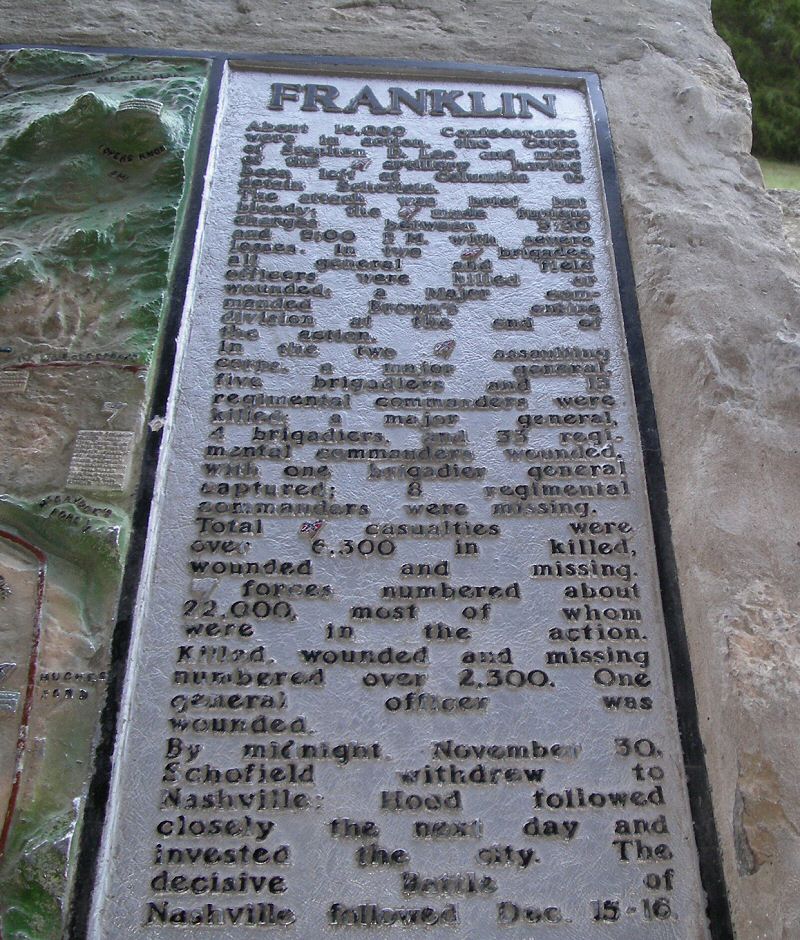 FRANKLIN
About 16,000 Confederates
were in action, the Corps
of Stephen D. Lee and most
of the artillery having
been left at Columbia to
detain Schofield.
The attack was brief but
bloody; the made furious
charges between 3:30
and 9:00 P.M. with severe
losses. In two brigades,
all general and field
officers were killed or
wounded, a Major com-
manded Brown's entire
division at the end of
the action.
In the two assaulting
corps, a major general,
five brigadiers and 13
regimental commanders were
killed; a major general,
4 brigadiers, and 33 regi-
mental commanders wounded,
with one brigadier general
captured; 8 regimental
commanders were missing.
Total casualties were
over 6,300 in killed,
wounded and missing.
forces numbered about
22,000, most of whom
were in the action.
Killed, wounded and missing
numbered over 2,300. One
general officer was
wounded.
By midnight, November 30,
Schofield withdrew to
Nashville; Hood followed
closely the next day and
invested the city. The
decisive Battle of
Nashville followed Dec. 15-16.
HUGHES
FORD